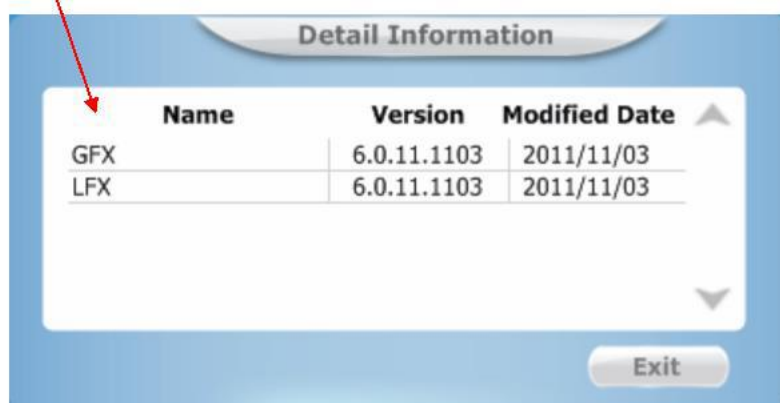 Detail Information
Name Version Modified Date
GFX 6.0.11.1103 2011/11/03
LFX 6.0.11.1103 2011/11/03
Exit